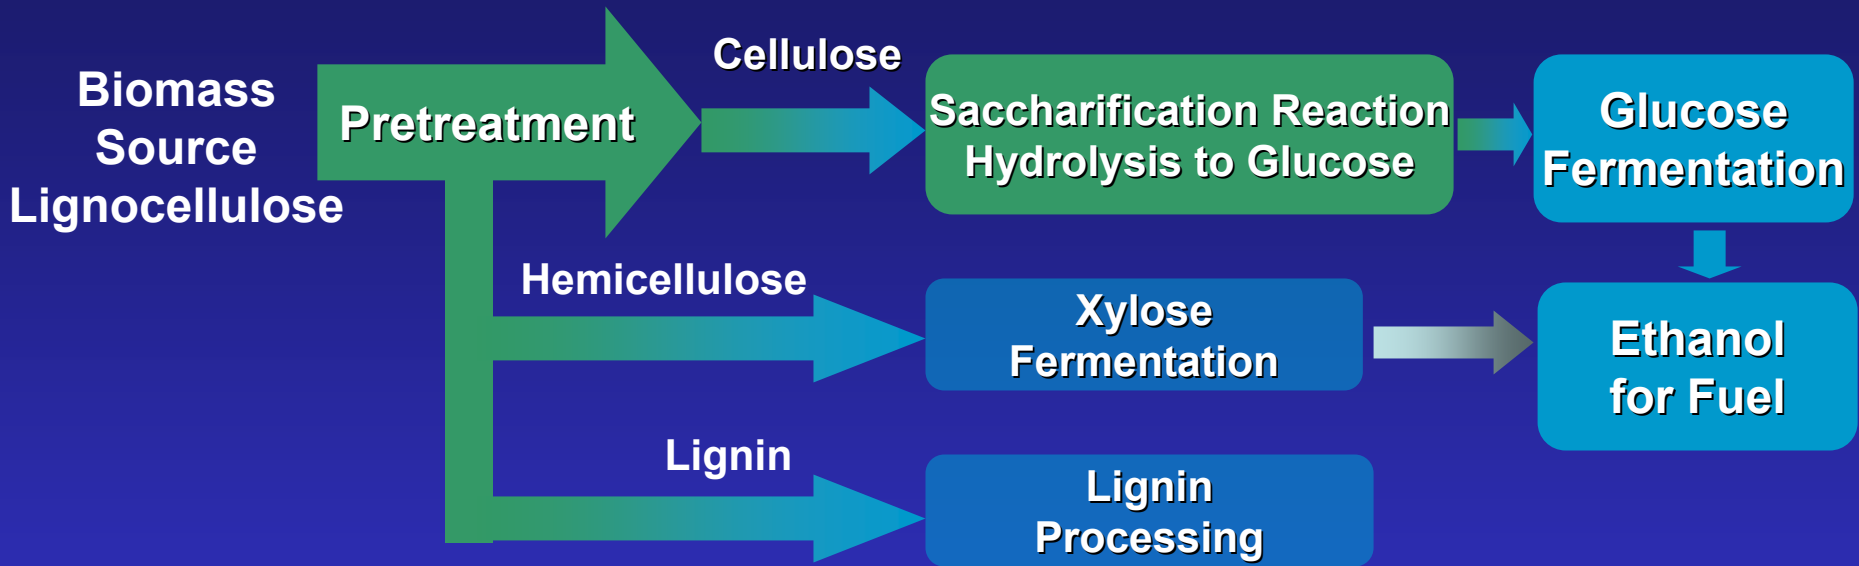 Biomass
Source
Lignocellulose
Pretreatment
Cellulose
Saccharification Reaction
Hydrolysis to Glucose
Glucose
Fermentation
Hemicellulose
Xylose
Fermentation
Ethanol
for Fuel
Lignin
Lignin
Processing